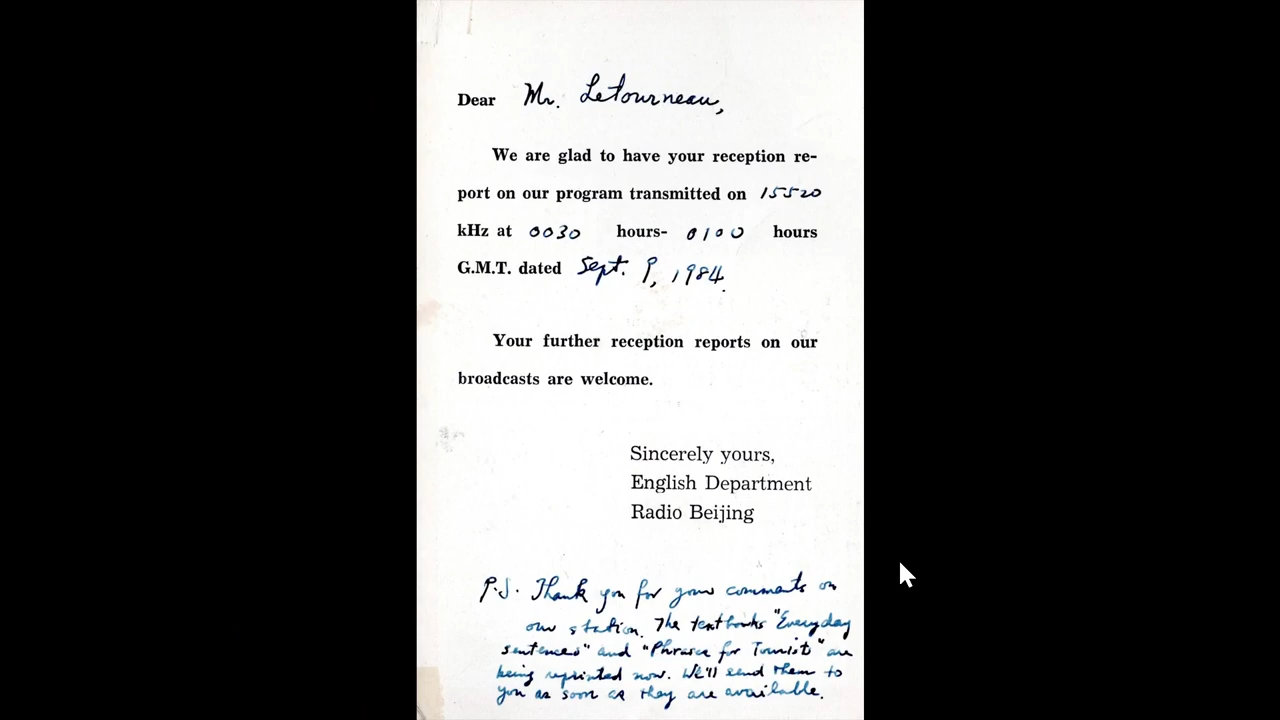 Dear Mr. Letourneau,
We are glad to have your reception re-
port on our program transmitted on 15520
kHz at 0030 hours- 0100 hours
G.M.T. dated Sept. 9, 1984.
Your further reception reports on our
broadcasts are welcome.
Sincerely yours,
English Department
Radio Beijing
P.S. Thank you for your comments on
our station. The textbooks "Everyday
sentences" and "Phrases for Tourist" are
being reprinted now. We'll send them to
you as soon as they are available.